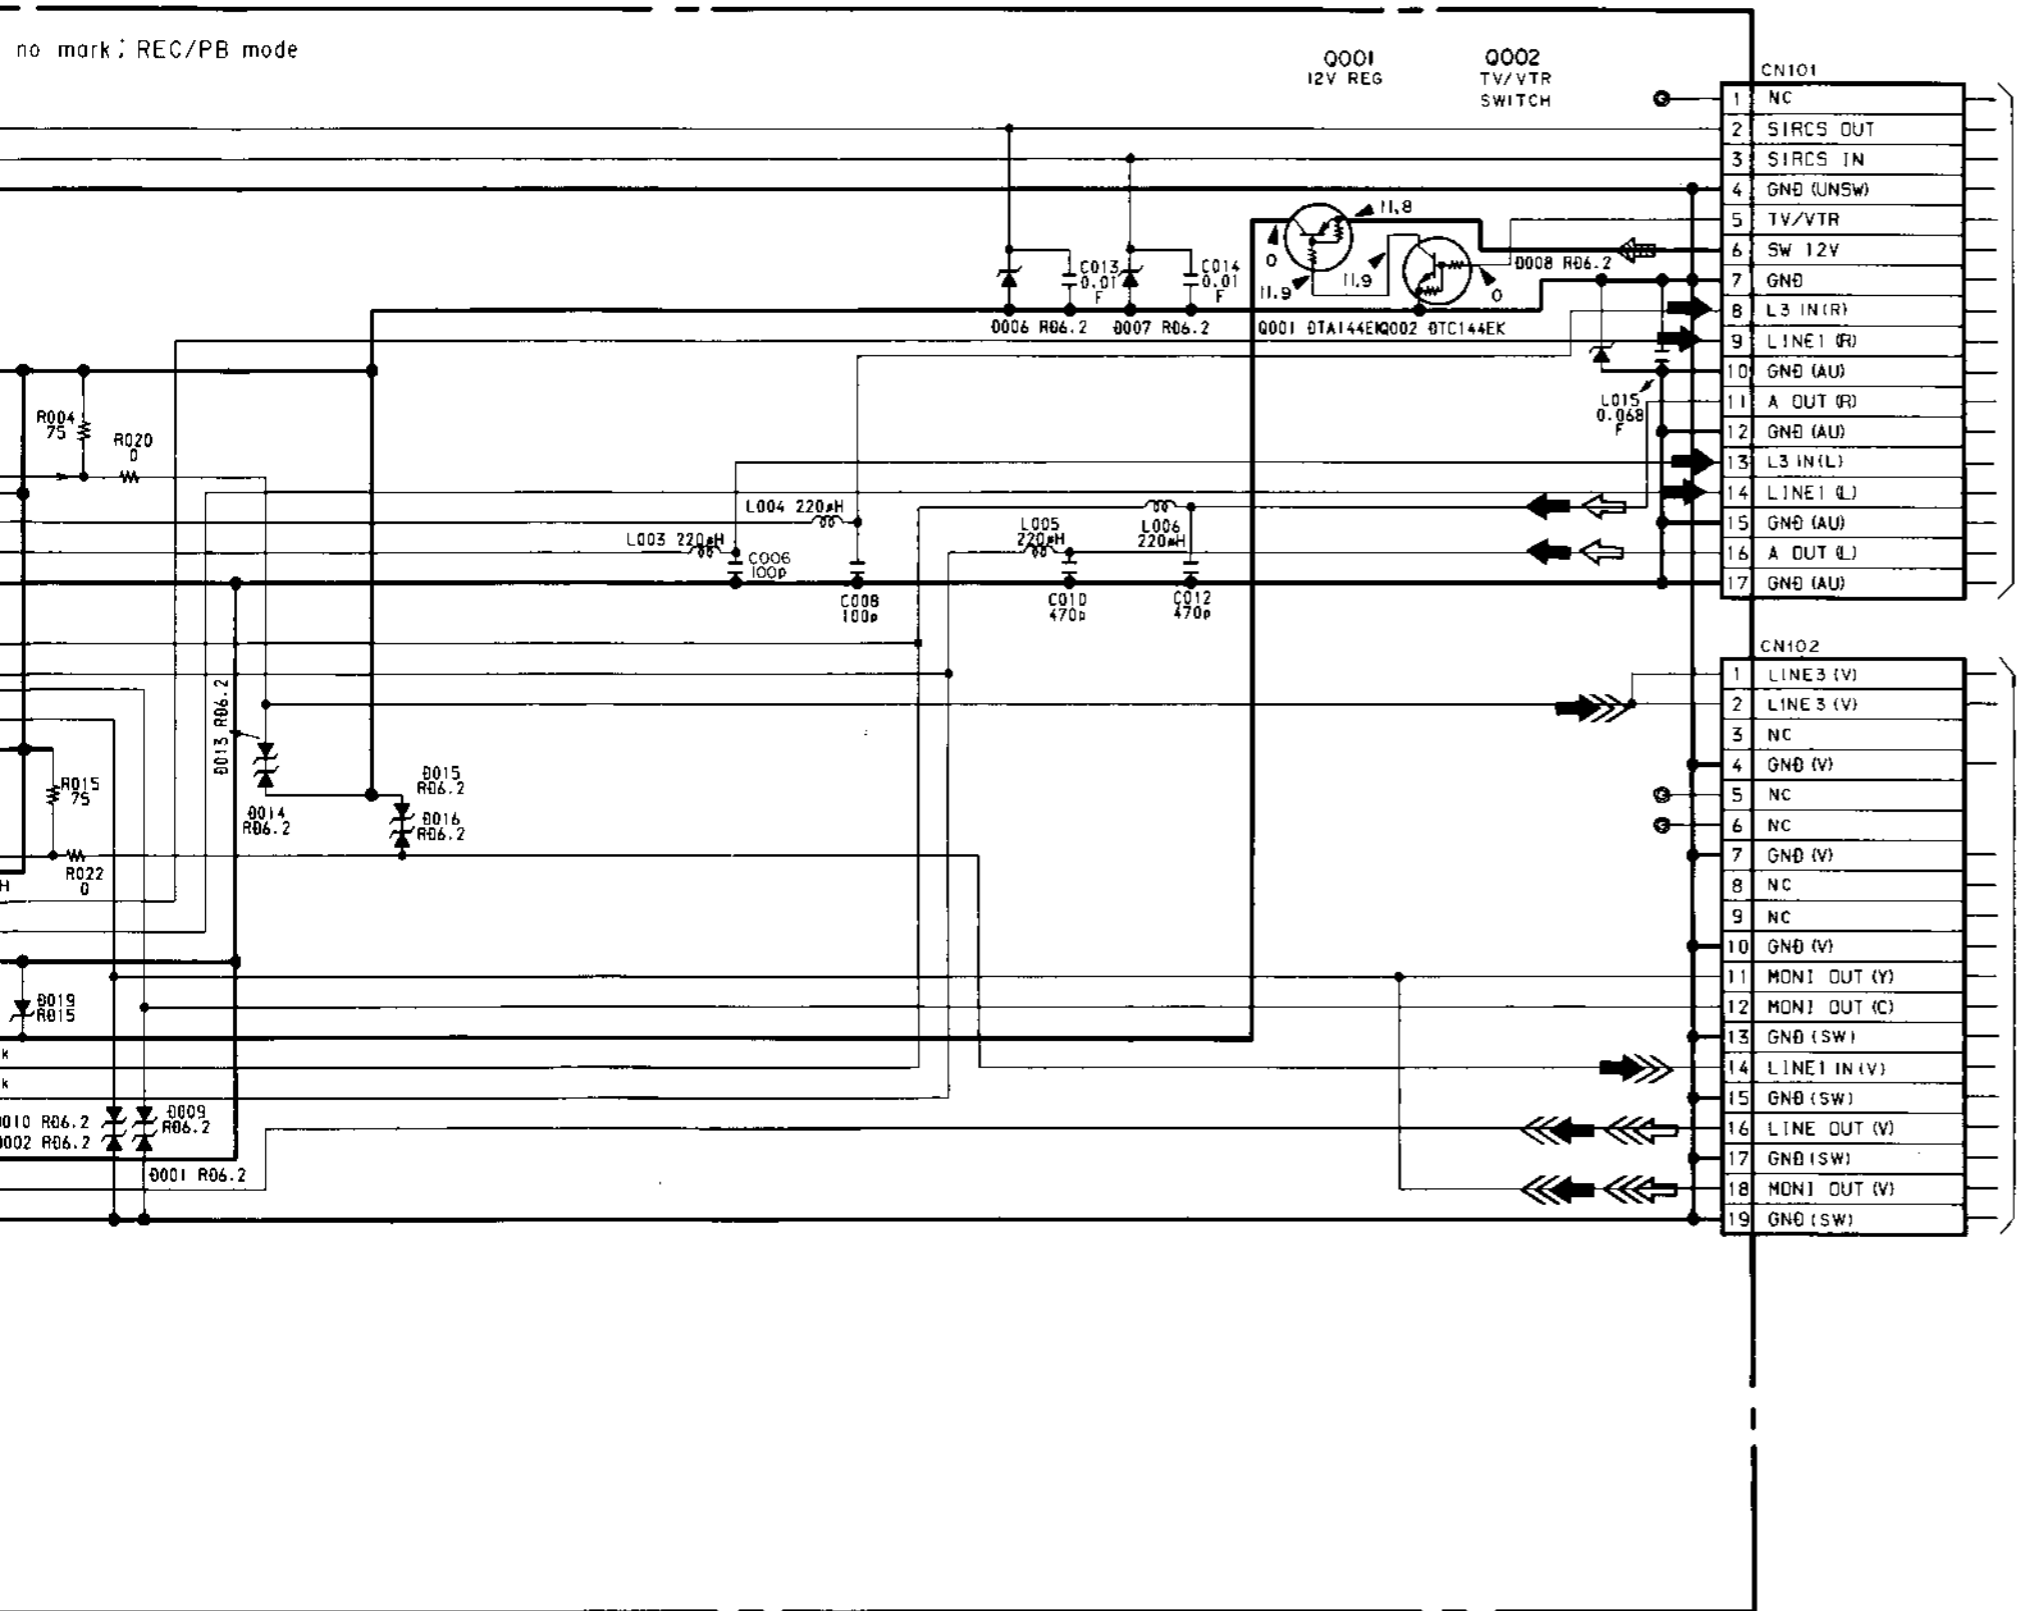 no mark; REC/PB mode
Q001
12V REG
Q002
TV/VTR
SWITCH
CN101
1 NC
2 SIRCS OUT
3 SIRCS IN
4 GND (UNSW)
5 TV/VTR
6 SW 12V
7 GND
8 L3 IN(R)
9 LINE1 (R)
10 GND (AU)
11 A OUT (R)
12 GND (AU)
13 L3 IN(L)
14 LINE1 (L)
15 GND (AU)
16 A OUT (L)
17 GND (AU)
11.8
0
11.9
11.9
0
D008 RD6.2
C013
0.01
F
C014
0.01
F
D006 RD6.2
D007 RD6.2
Q001 DTA144EK
Q002 DTC144EK
L015
0.068
F
R004
75
R020
0
L004 220µH
L003 220µH
C006
100p
C008
100p
L005
220µH
L006
220µH
C010
470p
C012
470p
CN102
1 LINE3 (V)
2 LINE3 (V)
3 NC
4 GND (V)
5 NC
6 NC
7 GND (V)
8 NC
9 NC
10 GND (V)
11 MONI OUT (Y)
12 MONI OUT (C)
13 GND (SW)
14 LINE1 IN (V)
15 GND (SW)
16 LINE OUT (V)
17 GND (SW)
18 MONI OUT (V)
19 GND (SW)
D013 RD6.2
D014
RD6.2
D015
RD6.2
D016
RD6.2
R015
75
R022
0
H
D019
RD15
k
k
D010 RD6.2
D002 RD6.2
D009
RD6.2
D001 RD6.2